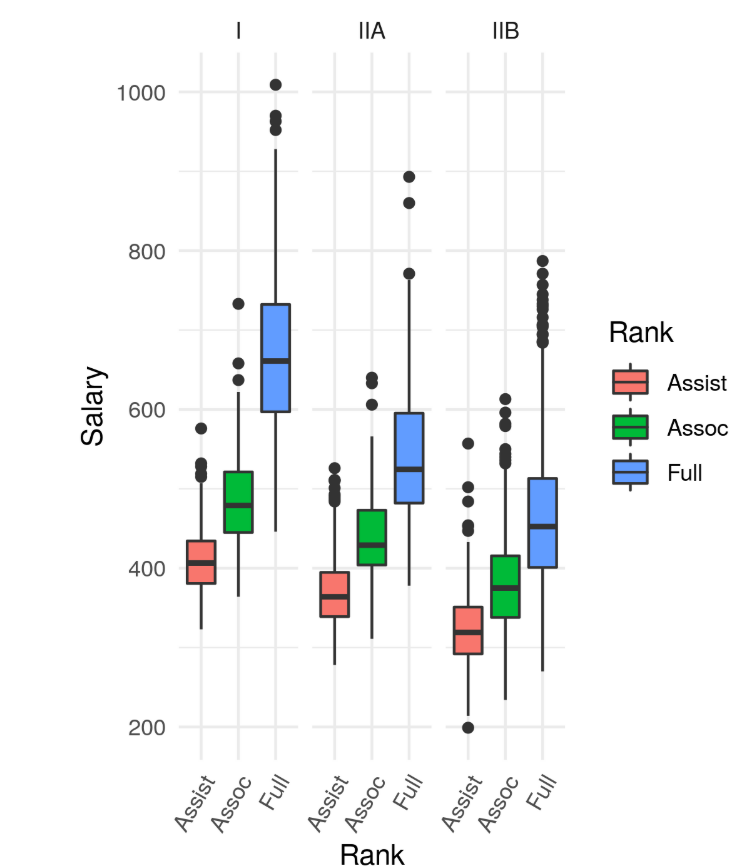 I IIA IIB
1000
800
600
400
200
Salary
Assist Assoc Full Assist Assoc Full Assist Assoc Full
Rank
Rank
Assist
Assoc
Full